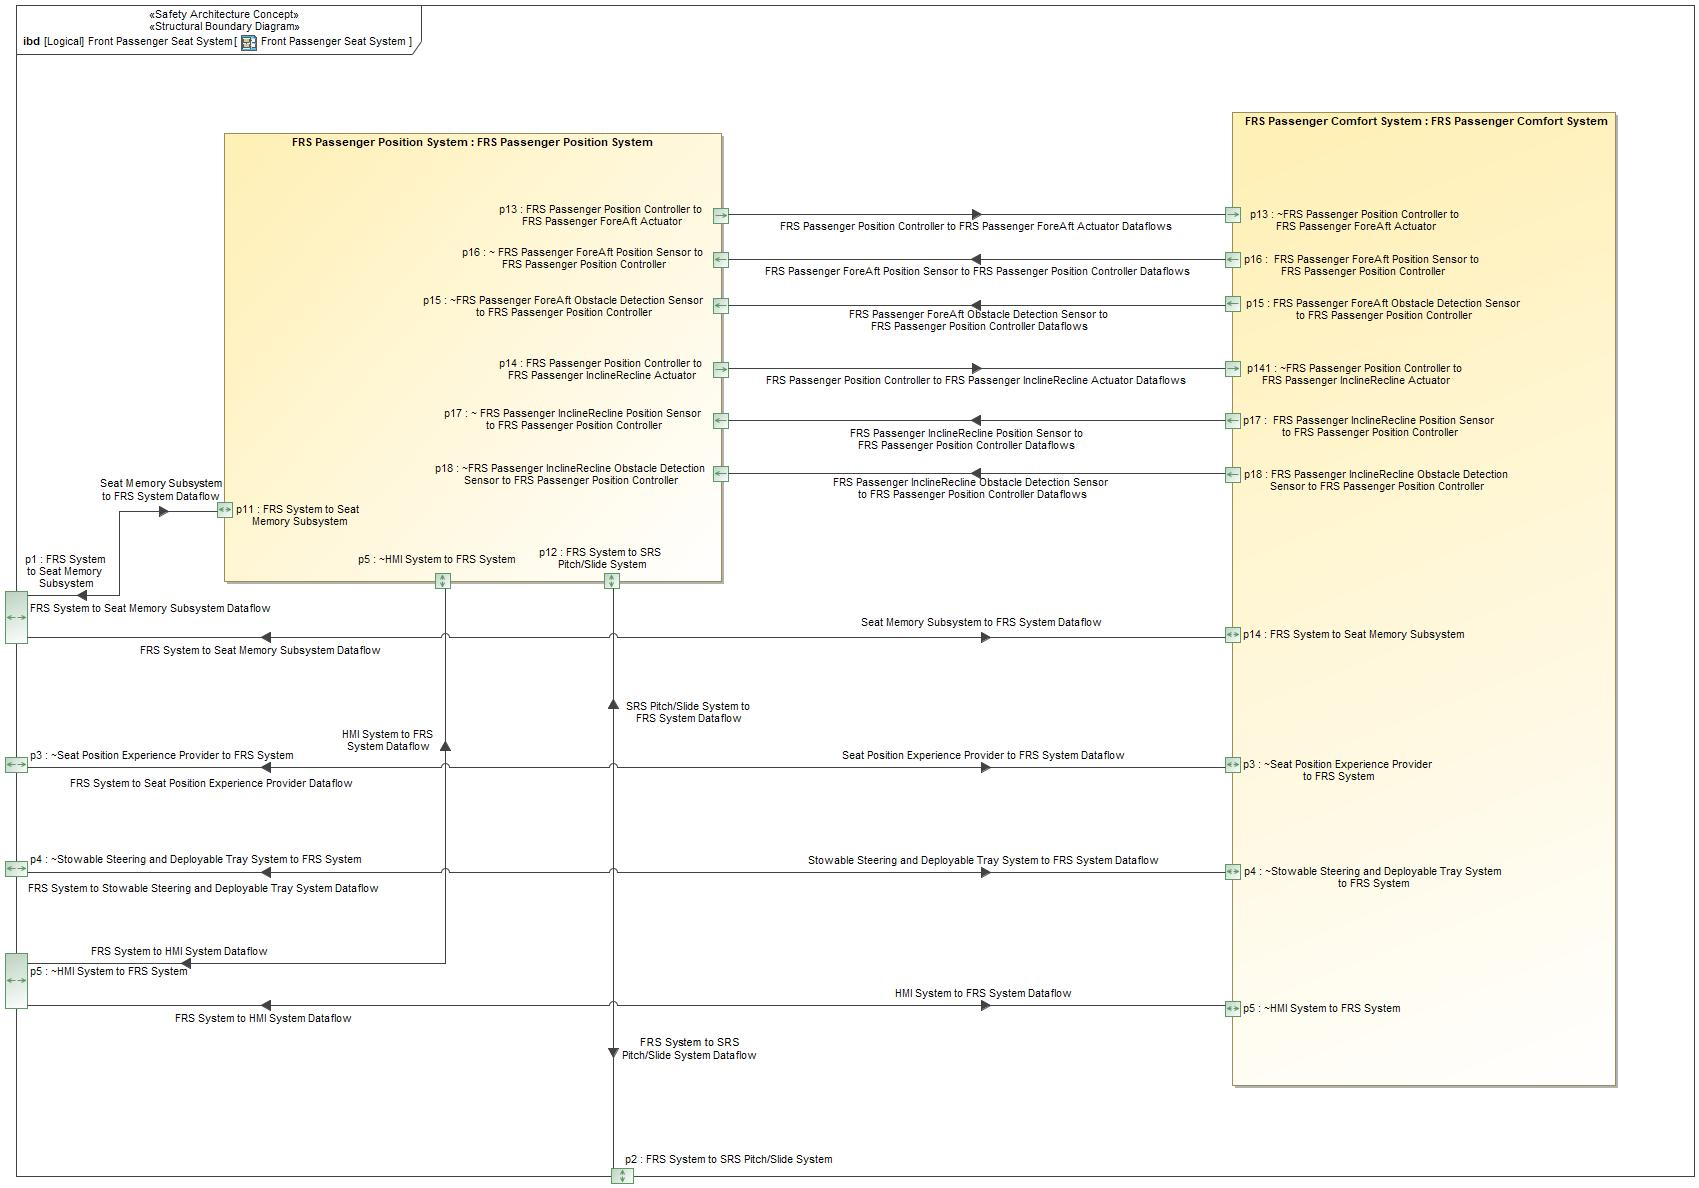 «Safety Architecture Concept»
«Structural Boundary Diagram»
ibd [Logical] Front Passenger Seat System[ Front Passenger Seat System ]
FRS Passenger Position System : FRS Passenger Position System
FRS Passenger Comfort System : FRS Passenger Comfort System
p13 : FRS Passenger Position Controller to
FRS Passenger ForeAft Actuator
FRS Passenger Position Controller to FRS Passenger ForeAft Actuator Dataflows
p13 : ~FRS Passenger Position Controller to
FRS Passenger ForeAft Actuator
p16 : ~ FRS Passenger ForeAft Position Sensor to
FRS Passenger Position Controller
FRS Passenger ForeAft Position Sensor to FRS Passenger Position Controller Dataflows
p16 : FRS Passenger ForeAft Position Sensor to
FRS Passenger Position Controller
p15 : ~FRS Passenger ForeAft Obstacle Detection Sensor
to FRS Passenger Position Controller
FRS Passenger ForeAft Obstacle Detection Sensor to
FRS Passenger Position Controller Dataflows
p15 : FRS Passenger ForeAft Obstacle Detection Sensor
to FRS Passenger Position Controller
p14 : FRS Passenger Position Controller to
FRS Passenger InclineRecline Actuator
FRS Passenger Position Controller to FRS Passenger InclineRecline Actuator Dataflows
p141 : ~FRS Passenger Position Controller to
FRS Passenger InclineRecline Actuator
p17 : ~ FRS Passenger InclineRecline Position Sensor
to FRS Passenger Position Controller
FRS Passenger InclineRecline Position Sensor to
FRS Passenger Position Controller Dataflows
p17 : FRS Passenger InclineRecline Position Sensor
to FRS Passenger Position Controller
p18 : ~FRS Passenger InclineRecline Obstacle Detection
Sensor to FRS Passenger Position Controller
FRS Passenger InclineRecline Obstacle Detection Sensor
to FRS Passenger Position Controller Dataflows
p18 : FRS Passenger InclineRecline Obstacle Detection
Sensor to FRS Passenger Position Controller
Seat Memory Subsystem
to FRS System Dataflow
p11 : FRS System to Seat
Memory Subsystem
p5 : ~HMI System to FRS System
p12 : FRS System to SRS
Pitch/Slide System
p1 : FRS System
to Seat Memory
Subsystem
FRS System to Seat Memory Subsystem Dataflow
Seat Memory Subsystem to FRS System Dataflow
p14 : FRS System to Seat Memory Subsystem
FRS System to Seat Memory Subsystem Dataflow
SRS Pitch/Slide System to
FRS System Dataflow
HMI System to FRS
System Dataflow
p3 : ~Seat Position Experience Provider to FRS System
Seat Position Experience Provider to FRS System Dataflow
p3 : ~Seat Position Experience Provider
to FRS System
FRS System to Seat Position Experience Provider Dataflow
p4 : ~Stowable Steering and Deployable Tray System to FRS System
Stowable Steering and Deployable Tray System to FRS System Dataflow
p4 : ~Stowable Steering and Deployable Tray System
to FRS System
FRS System to Stowable Steering and Deployable Tray System Dataflow
FRS System to HMI System Dataflow
p5 : ~HMI System to FRS System
HMI System to FRS System Dataflow
p5 : ~HMI System to FRS System
FRS System to HMI System Dataflow
FRS System to SRS
Pitch/Slide System Dataflow
p2 : FRS System to SRS Pitch/Slide System